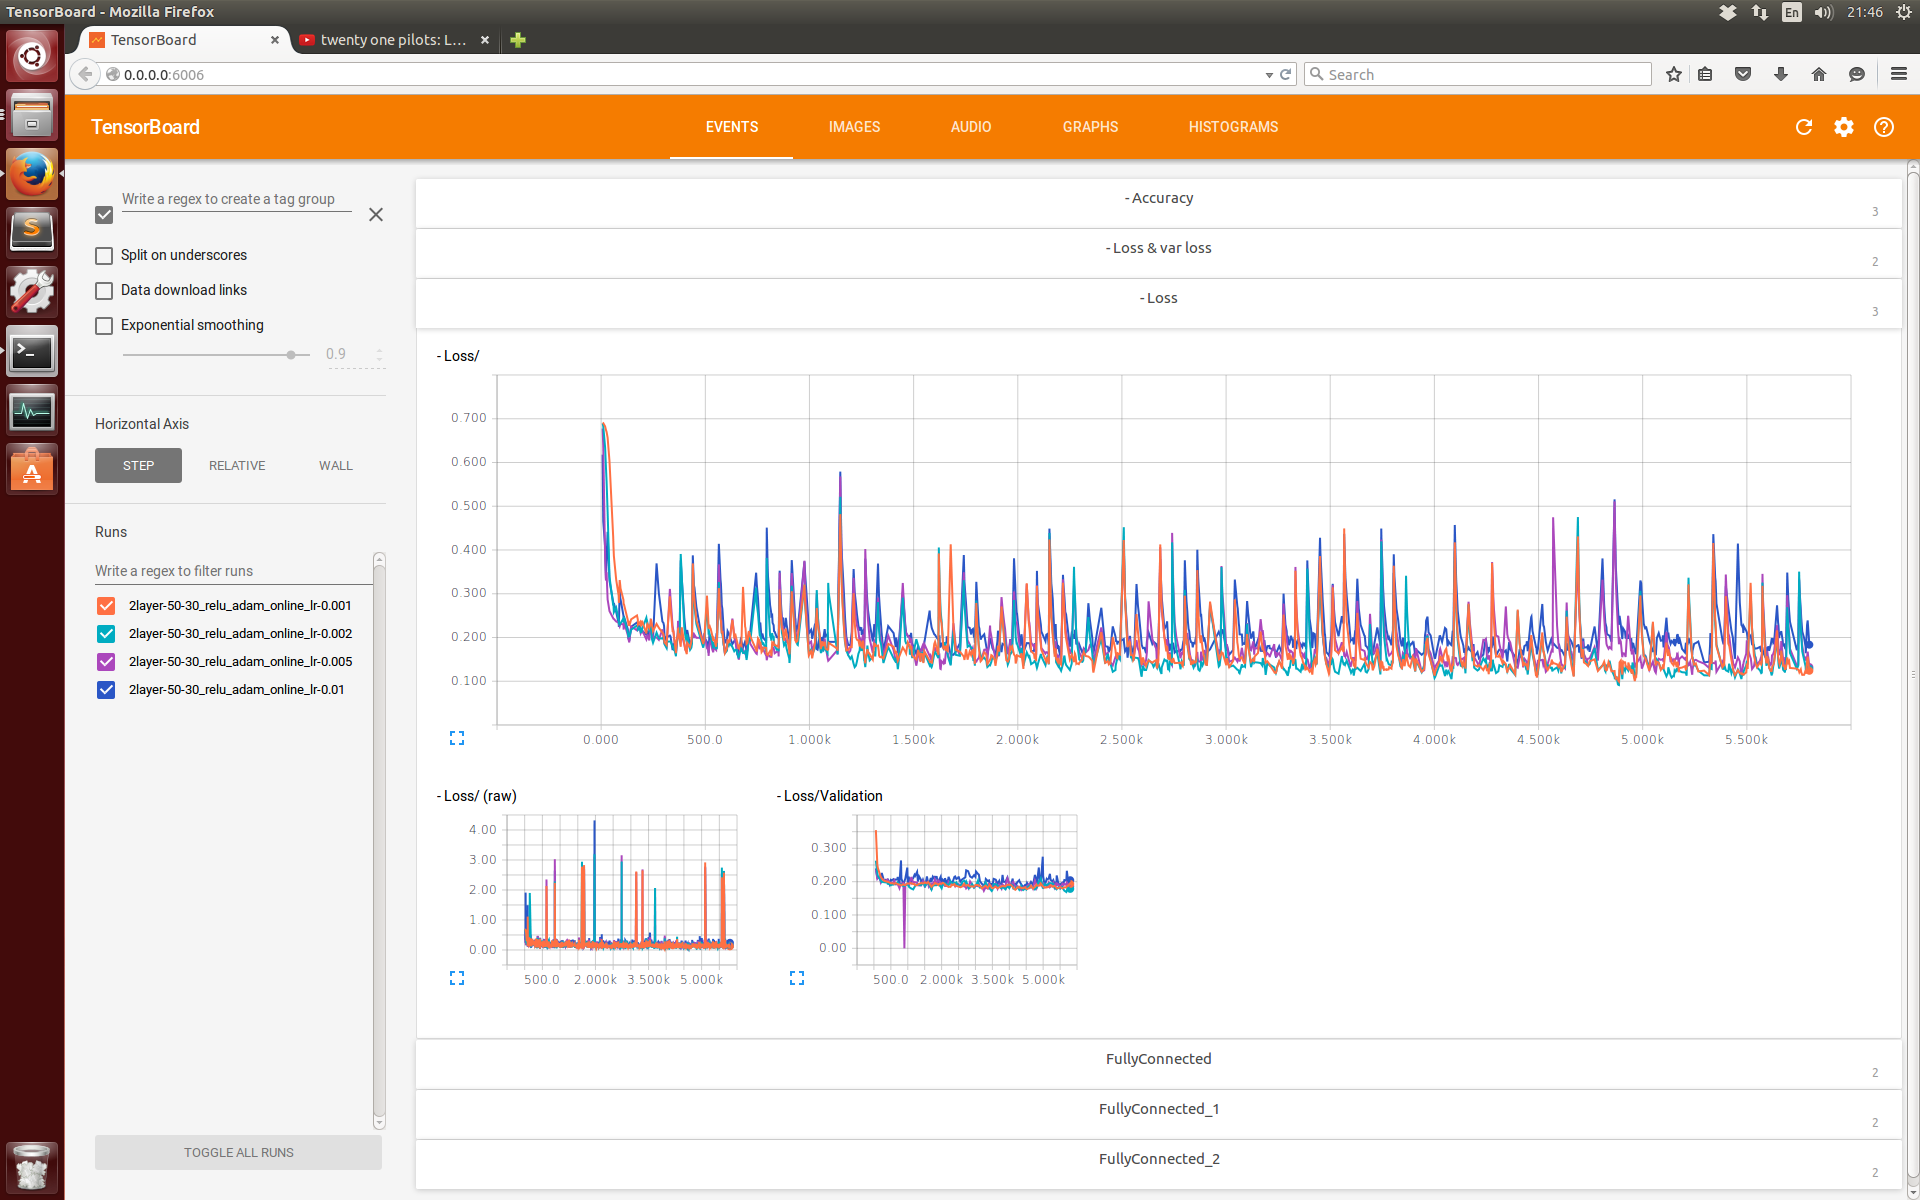 TensorBoard - Mozilla Firefox
En
21:46
TensorBoard
twenty one pilots: L...
0.0.0.0:6006
Search
TensorBoard
EVENTS
IMAGES
AUDIO
GRAPHS
HISTOGRAMS
Write a regex to create a tag group
Split on underscores
Data download links
Exponential smoothing
0.9
Horizontal Axis
STEP
RELATIVE
WALL
Runs
Write a regex to filter runs
2layer-50-30_relu_adam_online_lr-0.001
2layer-50-30_relu_adam_online_lr-0.002
2layer-50-30_relu_adam_online_lr-0.005
2layer-50-30_relu_adam_online_lr-0.01
TOGGLE ALL RUNS
- Accuracy
3
- Loss & var loss
2
- Loss
3
- Loss/
0.700
0.600
0.500
0.400
0.300
0.200
0.100
0.000 500.0 1.000k 1.500k 2.000k 2.500k 3.000k 3.500k 4.000k 4.500k 5.000k 5.500k
- Loss/ (raw)
4.00
3.00
2.00
1.00
0.00
500.0 2.000k 3.500k 5.000k
- Loss/Validation
0.300
0.200
0.100
0.00
500.0 2.000k 3.500k 5.000k
FullyConnected
2
FullyConnected_1
2
FullyConnected_2
2